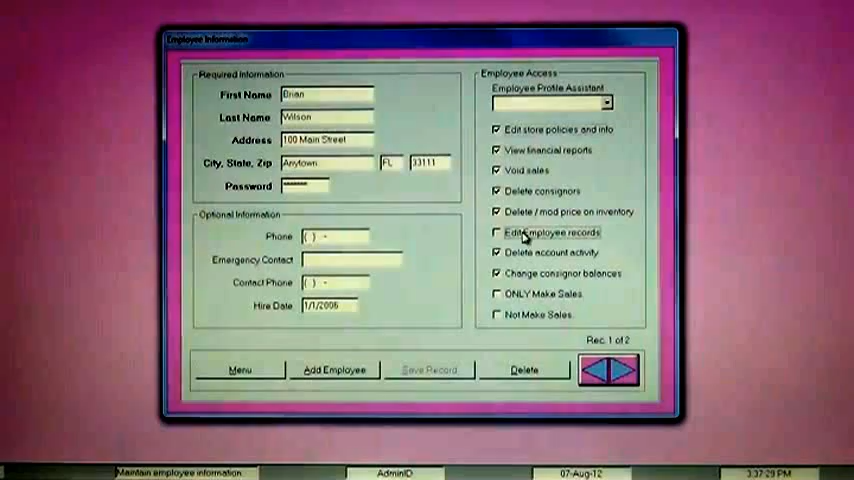 Employee Information
Required Information
First Name Brian
Last Name Wilson
Address 100 Main Street
City, State, Zip Anytown FL 33111
Password *******
Optional Information
Phone ( ) -
Emergency Contact
Contact Phone ( ) -
Hire Date 1/1/2006
Employee Access
Employee Profile Assistant
Edit store policies and info
View financial reports
Void sales
Delete consignors
Delete / mod price on inventory
Edit Employee records
Delete account activity
Change consignor balances
ONLY Make Sales
Not Make Sales
Rec. 1 of 2
Menu Add Employee Save Record Delete
Maintain employee information AdminID 07-Aug-12 3:37:29 PM